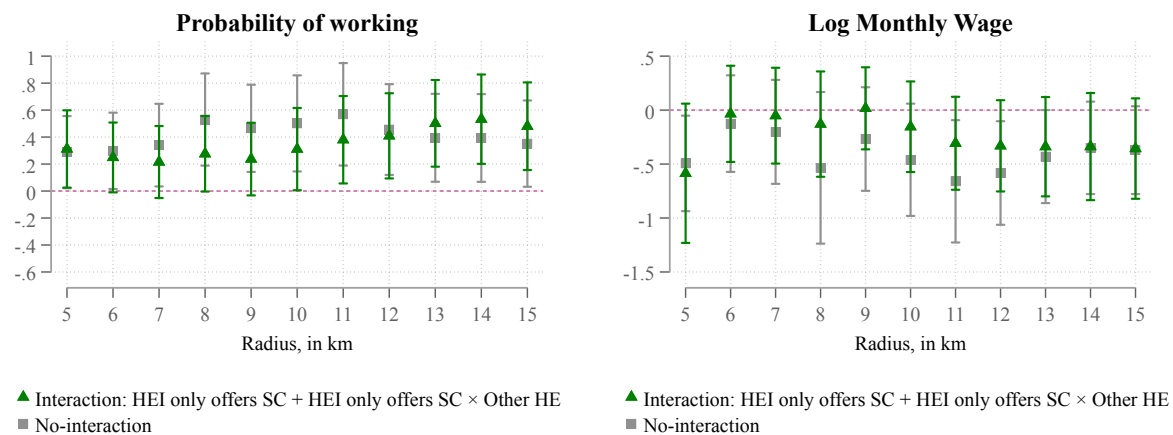 Probability of working
1
.8
.6
.4
.2
0
-.2
-.4
-.6
5 6 7 8 9 10 11 12 13 14 15
Radius, in km
Interaction: HEI only offers SC + HEI only offers SC × Other HE
No-interaction
Log Monthly Wage
.5
0
-.5
-1
-1.5
5 6 7 8 9 10 11 12 13 14 15
Radius, in km
Interaction: HEI only offers SC + HEI only offers SC × Other HE
No-interaction